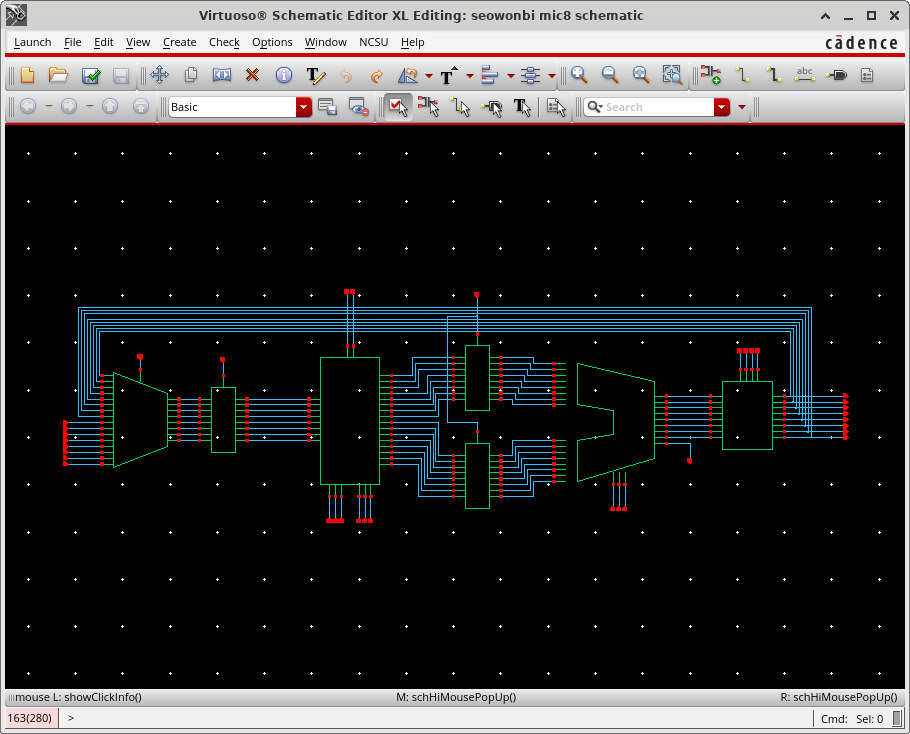 Virtuoso® Schematic Editor XL Editing: seowonbi mic8 schematic
Launch File Edit View Create Check Options Window NCSU Help
cādence
T T abc
Basic T Search
mouse L: showClickInfo() M: schHiMousePopUp() R: schHiMousePopUp()
163(280) > Cmd: Sel: 0